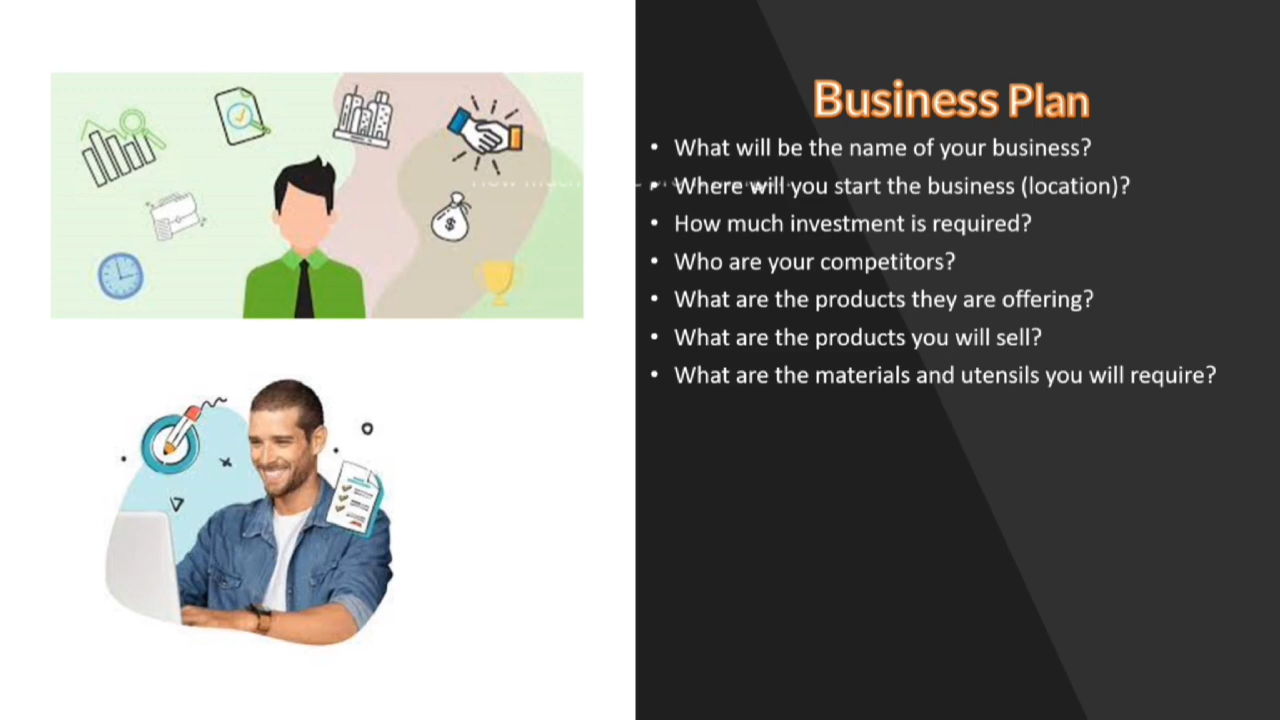 Business Plan
• What will be the name of your business?
• Where will you start the business (location)?
• How much investment is required?
• Who are your competitors?
• What are the products they are offering?
• What are the products you will sell?
• What are the materials and utensils you will require?
$